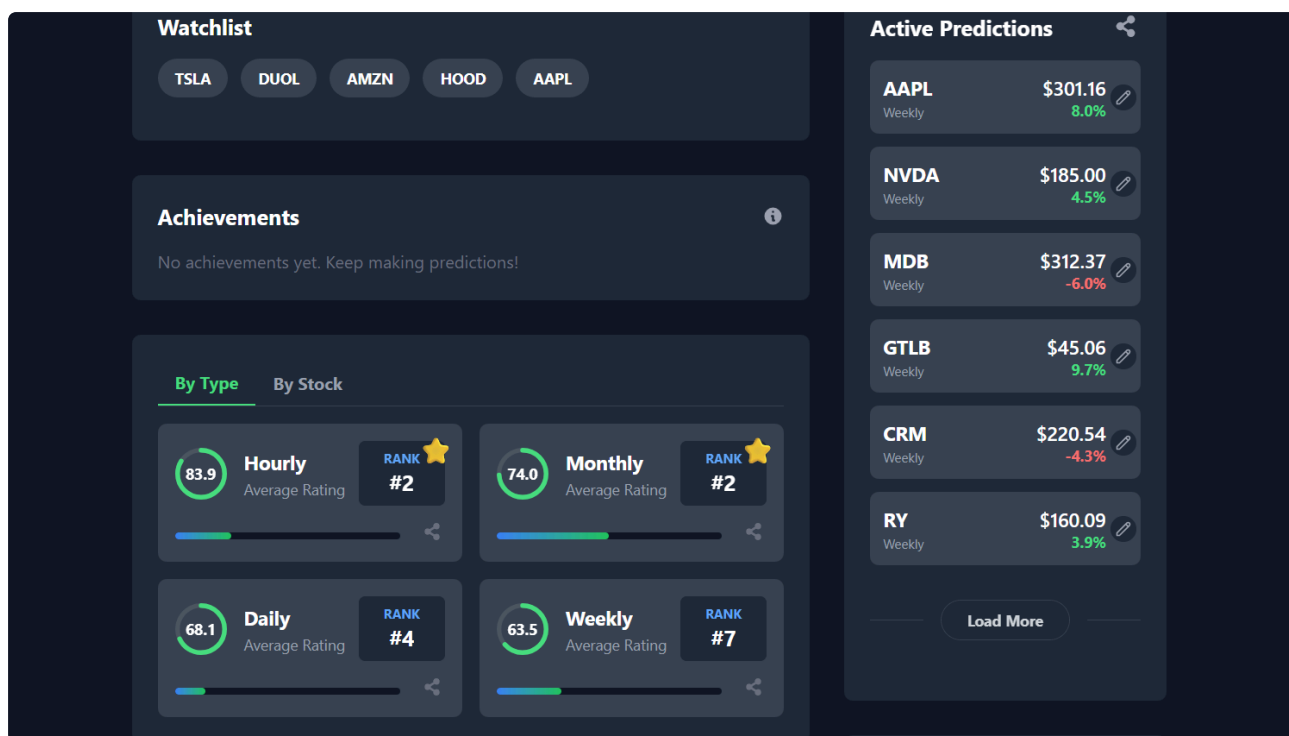 Watchlist
TSLA DUOL AMZN HOOD AAPL
Achievements
No achievements yet. Keep making predictions!
By Type By Stock
83.9 Hourly RANK
Average Rating #2
74.0 Monthly RANK
Average Rating #2
68.1 Daily RANK
Average Rating #4
63.5 Weekly RANK
Average Rating #7
Active Predictions
AAPL $301.16
Weekly 8.0%
NVDA $185.00
Weekly 4.5%
MDB $312.37
Weekly -6.0%
GTLB $45.06
Weekly 9.7%
CRM $220.54
Weekly -4.3%
RY $160.09
Weekly 3.9%
Load More